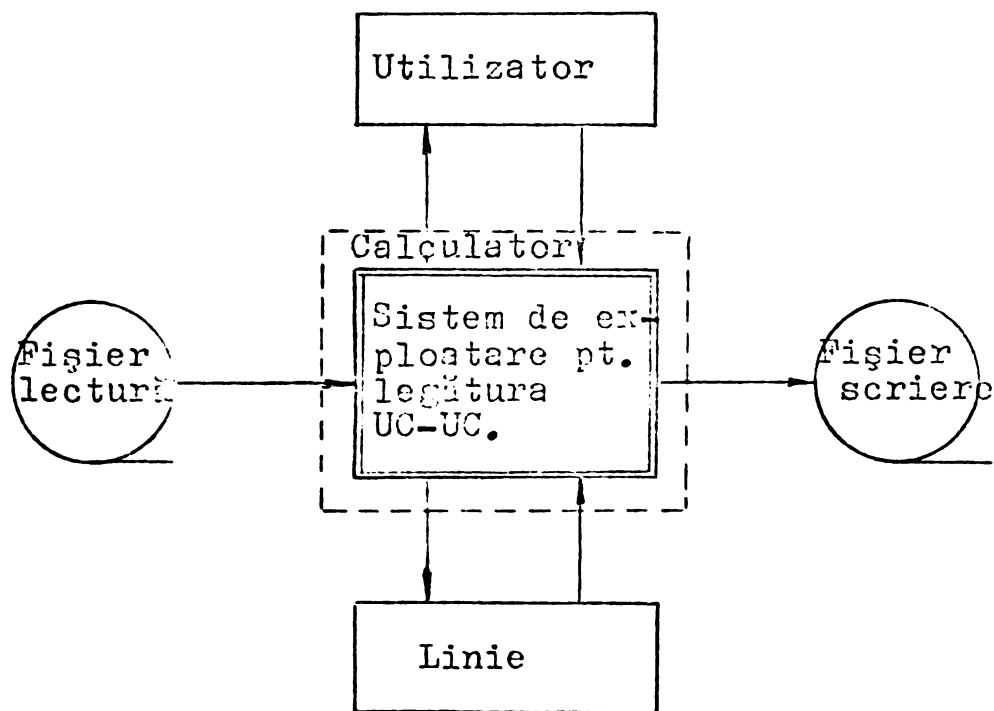 Utilizator
Calculator
Sistem de ex-
ploatare pt.
legătura
UC-UC.
Fişier
lectură
Fişier
scriere
Linie